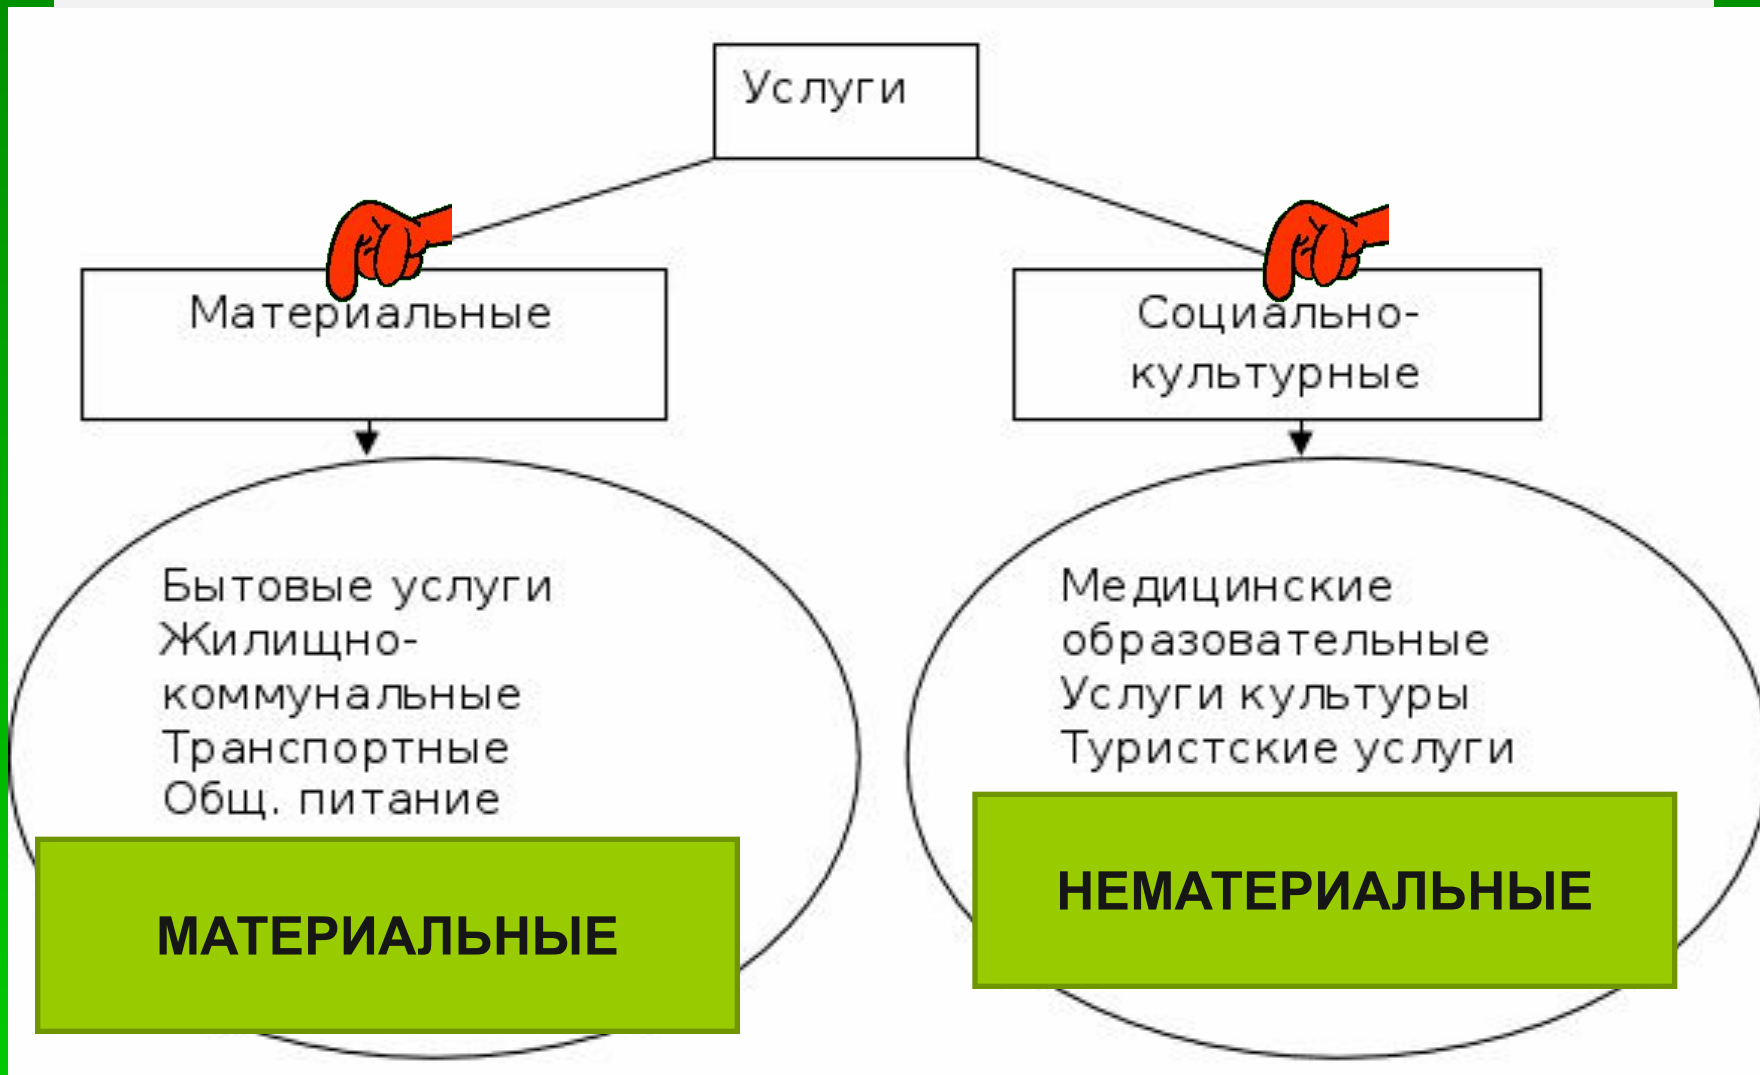 Услуги
Материальные
Социально-
культурные
Бытовые услуги
Жилищно-
коммунальные
Транспортные
Общ. питание
МАТЕРИАЛЬНЫЕ
Медицинские
образовательные
Услуги культуры
Туристские услуги
НЕМАТЕРИАЛЬНЫЕ